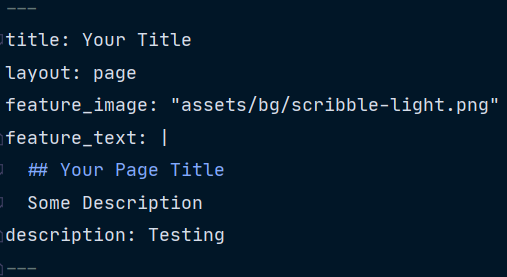 ---
title: Your Title
layout: page
feature_image: "assets/bg/scribble-light.png"
feature_text: |
  ## Your Page Title
  Some Description
description: Testing
---